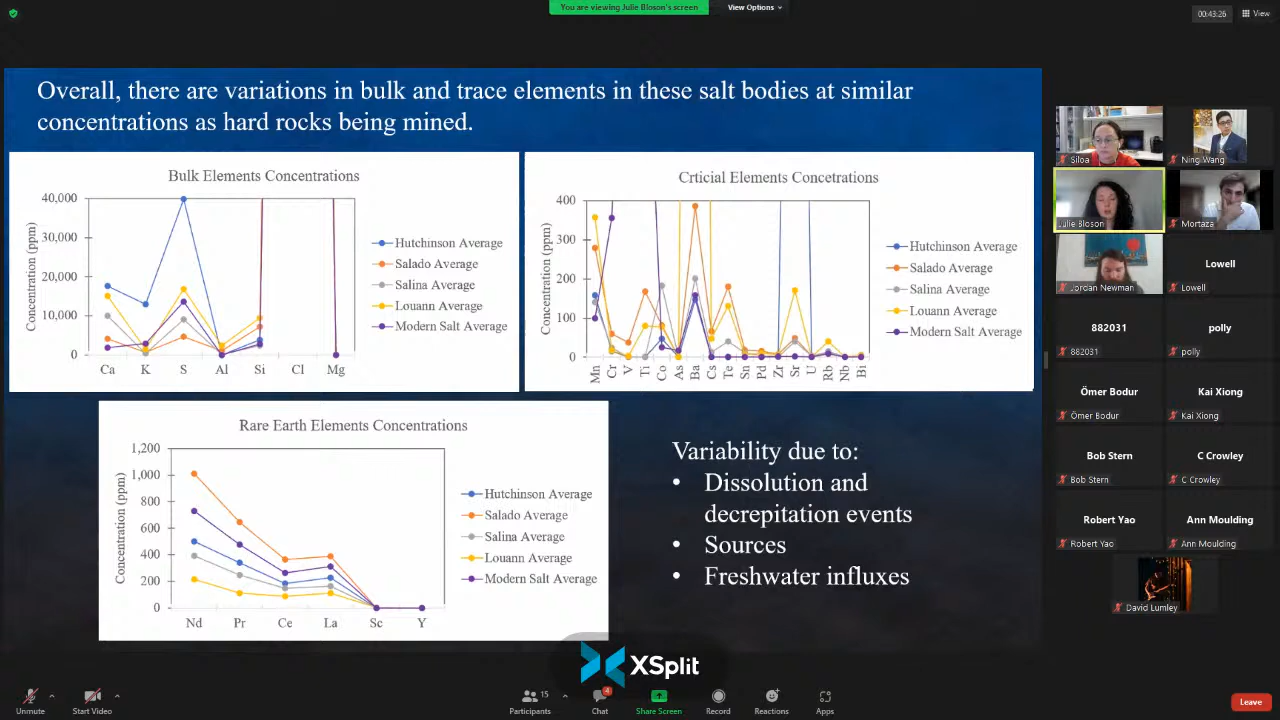 You are viewing Julie Bloson's screen
View Options
00:43:26
View
Overall, there are variations in bulk and trace elements in these salt bodies at similar
concentrations as hard rocks being mined.
Bulk Elements Concentrations
Concentration (ppm)
40,000
30,000
20,000
10,000
0
Ca K S Al Si Cl Mg
Hutchinson Average
Salado Average
Salina Average
Louann Average
Modern Salt Average
Crticial Elements Concetrations
Concentration (ppm)
400
300
200
100
0
Mn Cr V Ti Co As Ba Cs Te Sn Pd Zr Sr U Rb Nb Bi
Hutchinson Average
Salado Average
Salina Average
Louann Average
Modern Salt Average
Rare Earth Elements Concentrations
Concentration (ppm)
1,200
1,000
800
600
400
200
0
Nd Pr Ce La Sc Y
Hutchinson Average
Salado Average
Salina Average
Louann Average
Modern Salt Average
Variability due to:
• Dissolution and
decrepitation events
• Sources
• Freshwater influxes
Siloa
Ning Wang
Julie Bloson
Mortaza
Jordan Newman
Lowell
Lowell
882031
882031
polly
polly
Ömer Bodur
Ömer Bodur
Kai Xiong
Kai Xiong
Bob Stern
Bob Stern
C Crowley
C Crowley
Robert Yao
Robert Yao
Ann Moulding
Ann Moulding
David Lumley
XSplit
Unmute
Start Video
15
Participants
4
Chat
Share Screen
Record
Reactions
Apps
Leave